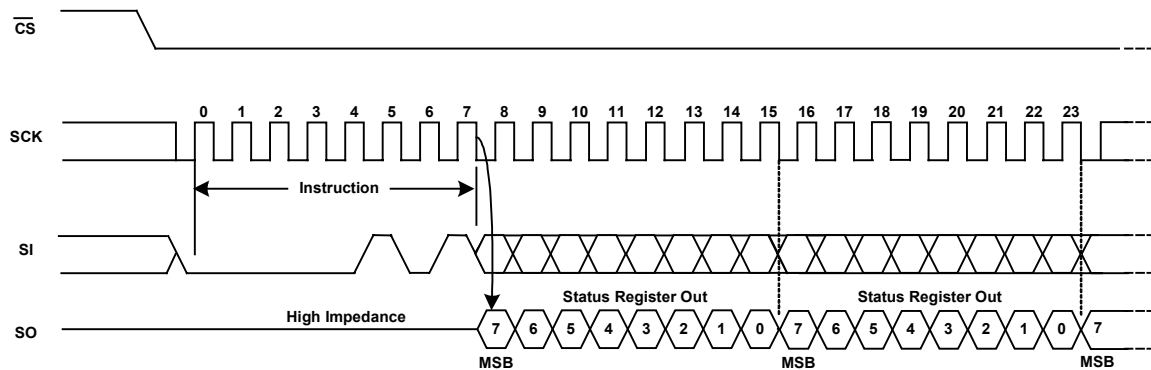 CS
0 1 2 3 4 5 6 7 8 9 10 11 12 13 14 15 16 17 18 19 20 21 22 23
SCK
Instruction
SI
Status Register Out Status Register Out
High Impedance
SO 7 6 5 4 3 2 1 0 7 6 5 4 3 2 1 0 7
MSB MSB MSB